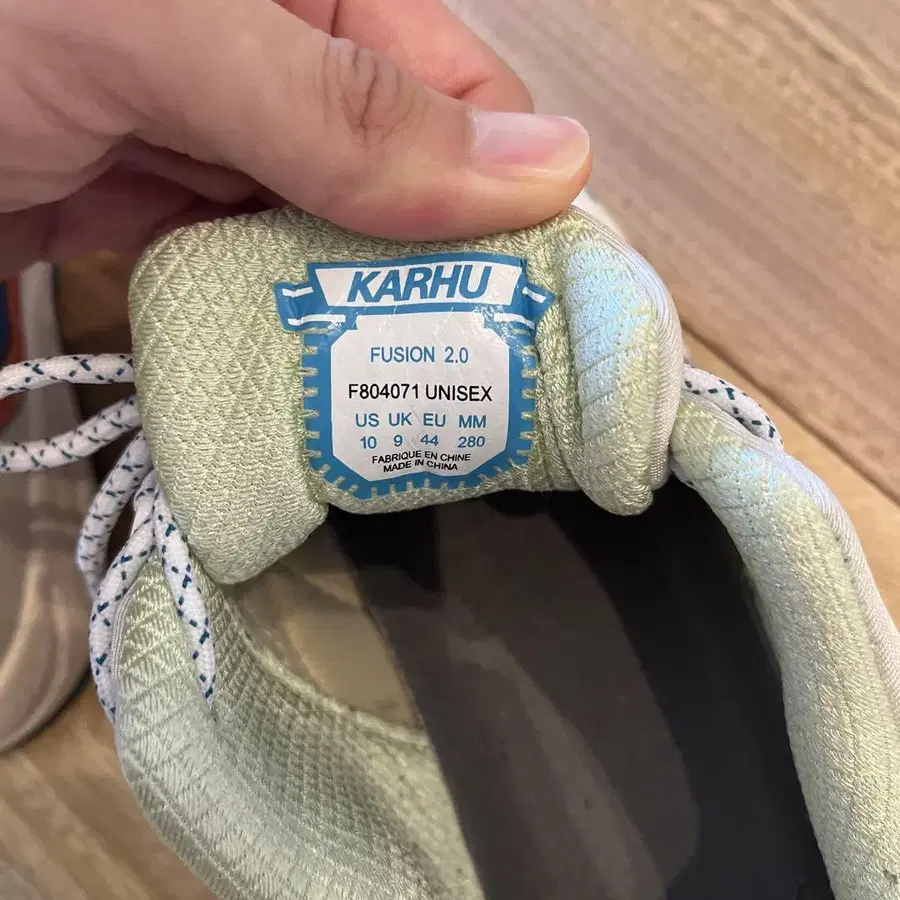 KARHU
FUSION 2.0
F804071 UNISEX
US UK EU MM
10 9 44 280
FABRIQUE EN CHINE
MADE IN CHINA